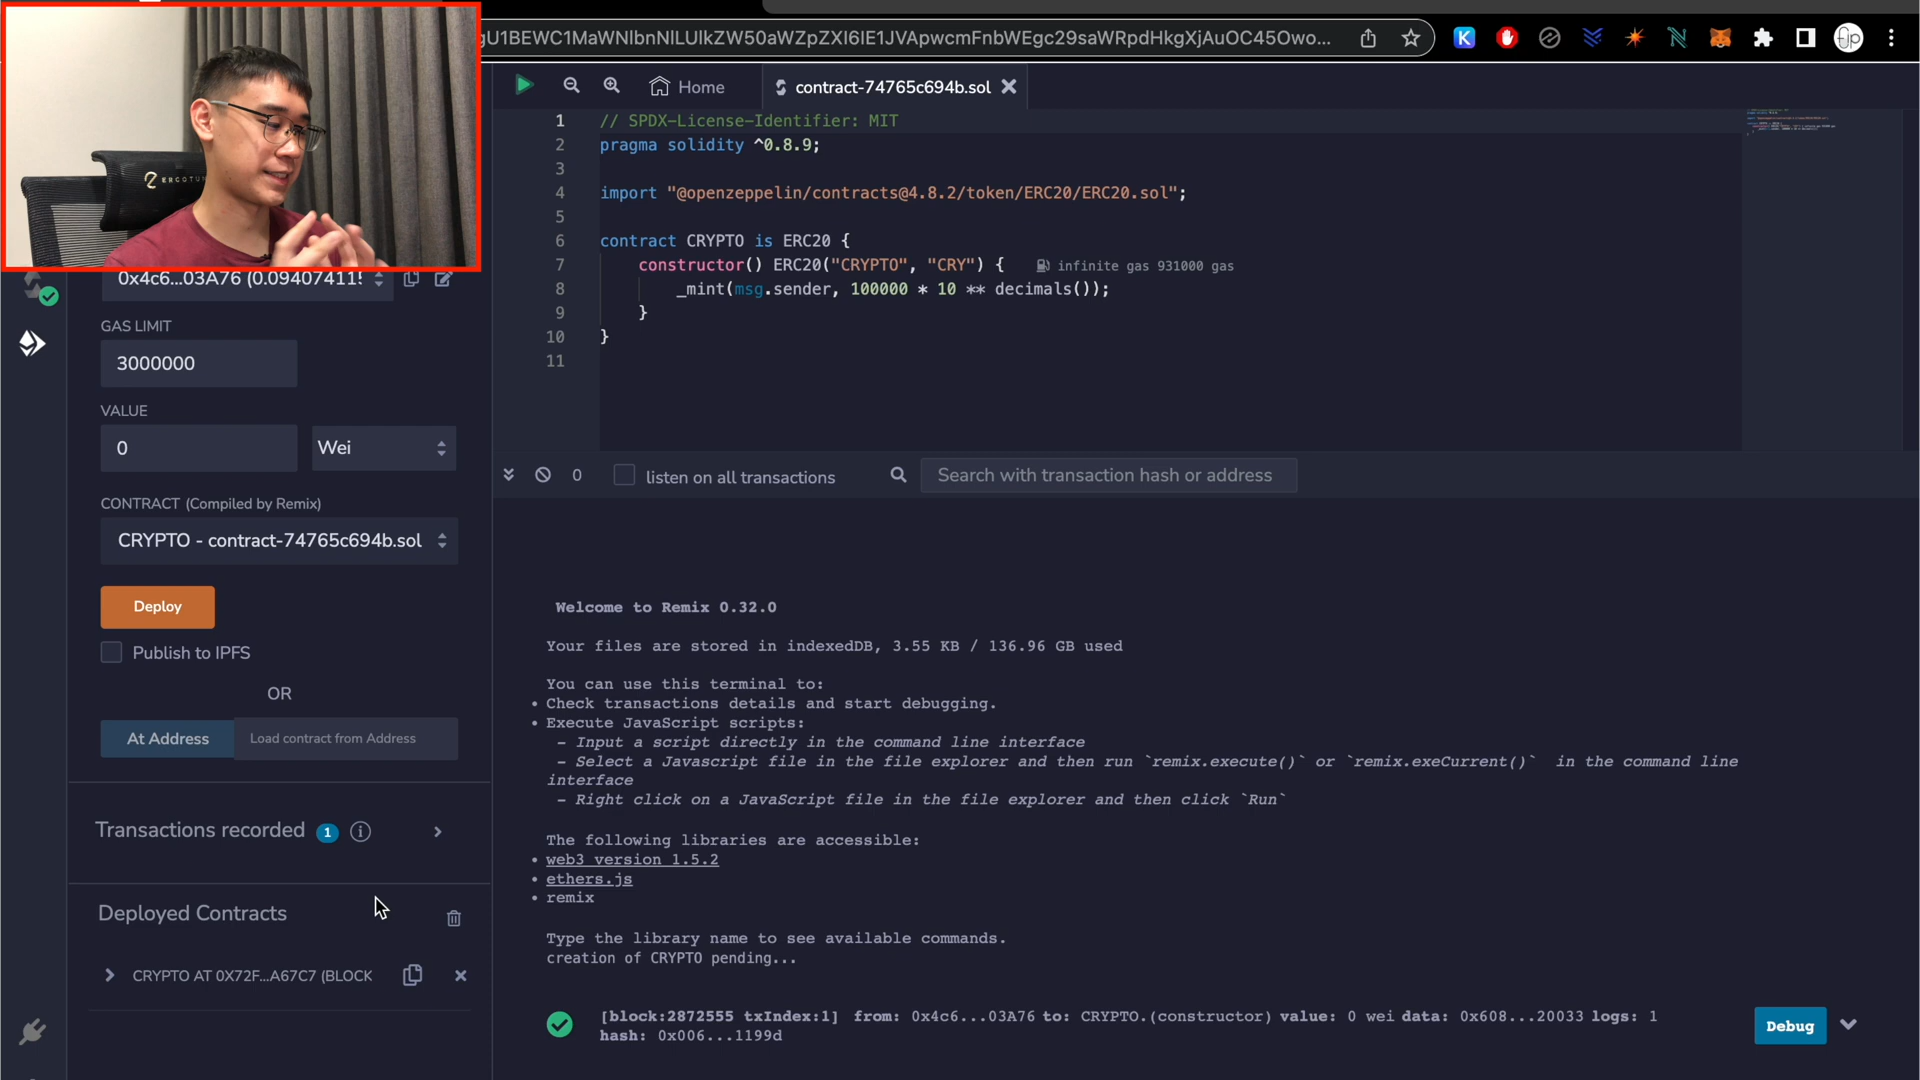 gU1BEWC1MaWNlbnNlLUlkZW50aWZpZXI6IE1JVApwcmFnbWEgc29saWRpdHkgXjAuOC45Owo...
ERGOTUN
Home
contract-74765c694b.sol
1 // SPDX-License-Identifier: MIT
2 pragma solidity ^0.8.9;
3
4 import "@openzeppelin/contracts@4.8.2/token/ERC20/ERC20.sol";
5
6 contract CRYPTO is ERC20 {
7 constructor() ERC20("CRYPTO", "CRY") { infinite gas 931000 gas
8 _mint(msg.sender, 100000 * 10 ** decimals());
9 }
10 }
11
0x4c6...03A76 (0.094074115
GAS LIMIT
3000000
VALUE
0 Wei
CONTRACT (Compiled by Remix)
CRYPTO - contract-74765c694b.sol
Deploy
Publish to IPFS
OR
At Address Load contract from Address
Transactions recorded 1
Deployed Contracts
CRYPTO AT 0X72F...A67C7 (BLOCK
0 listen on all transactions Search with transaction hash or address
Welcome to Remix 0.32.0
Your files are stored in indexedDB, 3.55 KB / 136.96 GB used
You can use this terminal to:
• Check transactions details and start debugging.
• Execute JavaScript scripts:
- Input a script directly in the command line interface
- Select a Javascript file in the file explorer and then run `remix.execute()` or `remix.exeCurrent()` in the command line
interface
- Right click on a JavaScript file in the file explorer and then click `Run`
The following libraries are accessible:
• web3 version 1.5.2
• ethers.js
• remix
Type the library name to see available commands.
creation of CRYPTO pending...
[block:2872555 txIndex:1] from: 0x4c6...03A76 to: CRYPTO.(constructor) value: 0 wei data: 0x608...20033 logs: 1
hash: 0x006...1199d
Debug